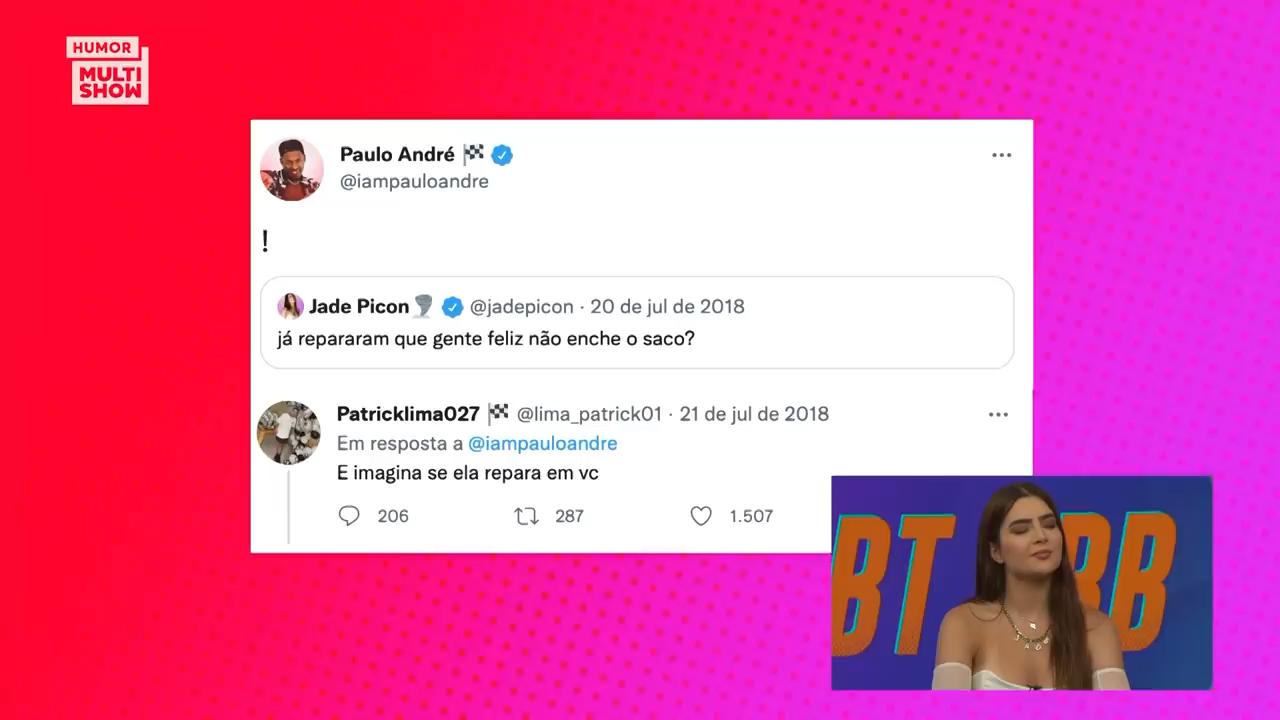 HUMOR
MULTI
SHOW
Paulo André
@iampauloandre
!
Jade Picon @jadepicon · 20 de jul de 2018
já repararam que gente feliz não enche o saco?
Patricklima027 @lima_patrick01 · 21 de jul de 2018
Em resposta a @iampauloandre
E imagina se ela repara em vc
206 287 1.507
BT BB